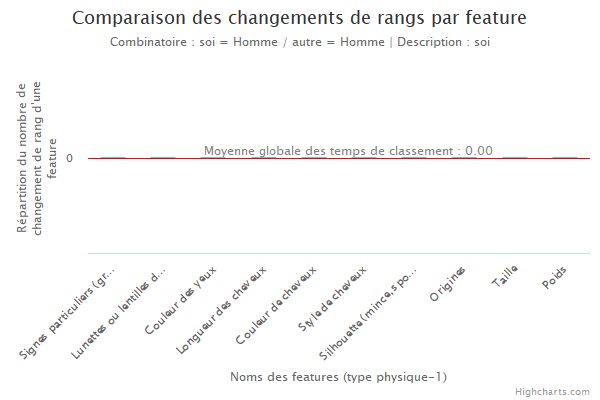 Comparaison des changements de rangs par feature
Combinatoire : soi = Homme / autre = Homme | Description : soi
Répartition du nombre de
changement de rang d'une
feature
0
Moyenne globale des temps de classement : 0.00
Signes particuliers (gr...
Lunettes ou lentilles d...
Couleur des yeux
Longueur des cheveux
Couleur de cheveux
Style de cheveux
Silhouette (mince,s po...
Origines
Taille
Poids
Noms des features (type physique-1)
Highcharts.com